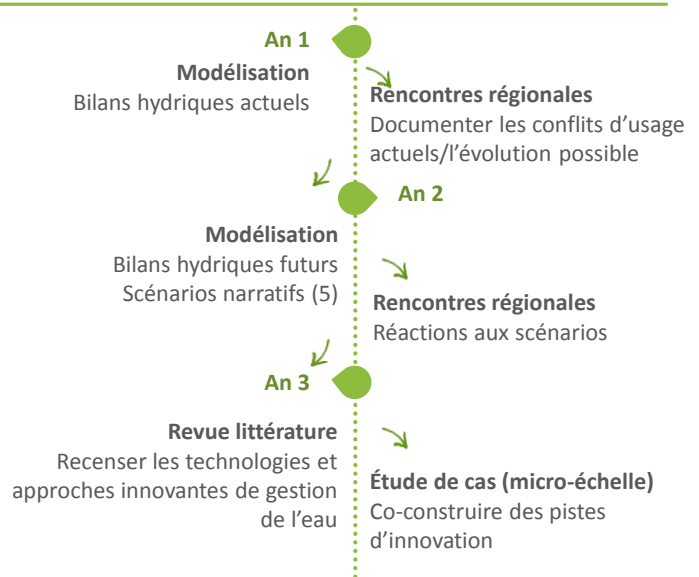 An 1
Modélisation
Bilans hydriques actuels
Rencontres régionales
Documenter les conflits d’usage
actuels/l’évolution possible
An 2
Modélisation
Bilans hydriques futurs
Scénarios narratifs (5)
Rencontres régionales
Réactions aux scénarios
An 3
Revue littérature
Recenser les technologies et
approches innovantes de gestion
de l’eau
Étude de cas (micro-échelle)
Co-construire des pistes
d’innovation